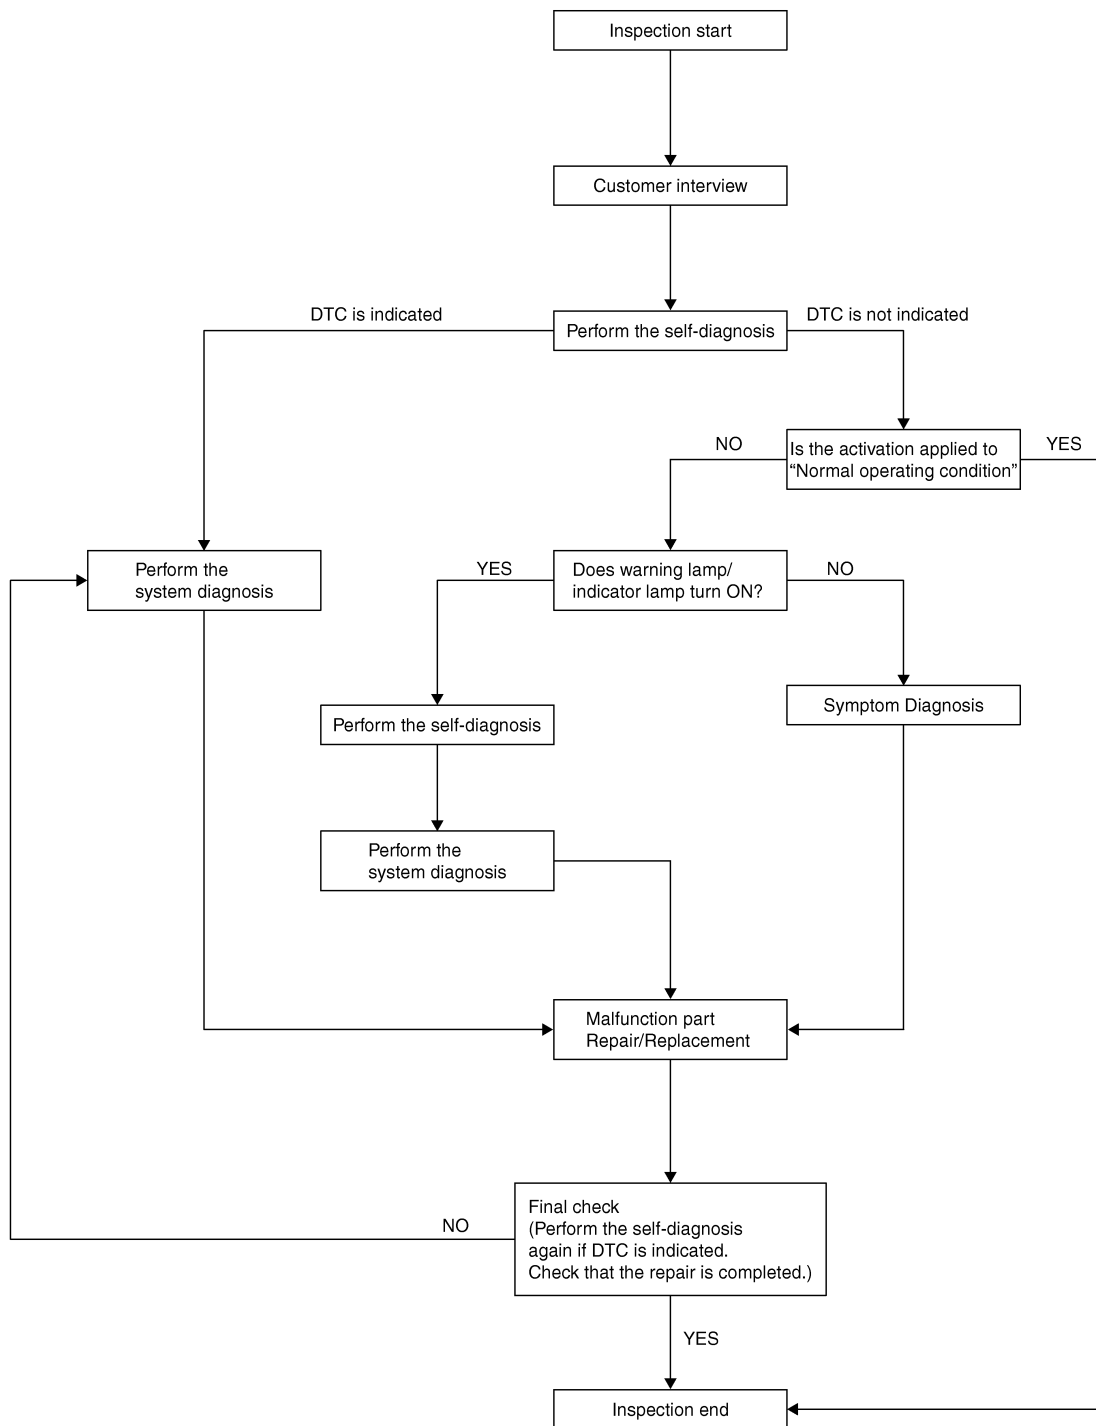 Inspection start
Customer interview
DTC is indicated
DTC is not indicated
Perform the self-diagnosis
NO
Is the activation applied to
“Normal operating condition”
YES
Perform the
system diagnosis
YES
Does warning lamp/
indicator lamp turn ON?
NO
Perform the self-diagnosis
Symptom Diagnosis
Perform the
system diagnosis
Malfunction part
Repair/Replacement
NO
Final check
(Perform the self-diagnosis
again if DTC is indicated.
Check that the repair is completed.)
YES
Inspection end